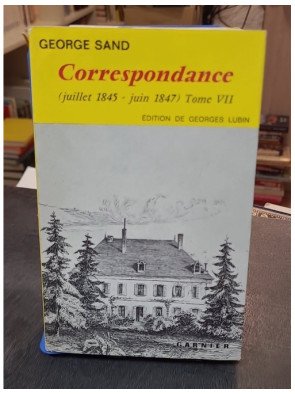 GEORGE SAND
Correspondance
(juillet 1845 - juin 1847) Tome VII
ÉDITION DE GEORGES LUBIN
GARNIER